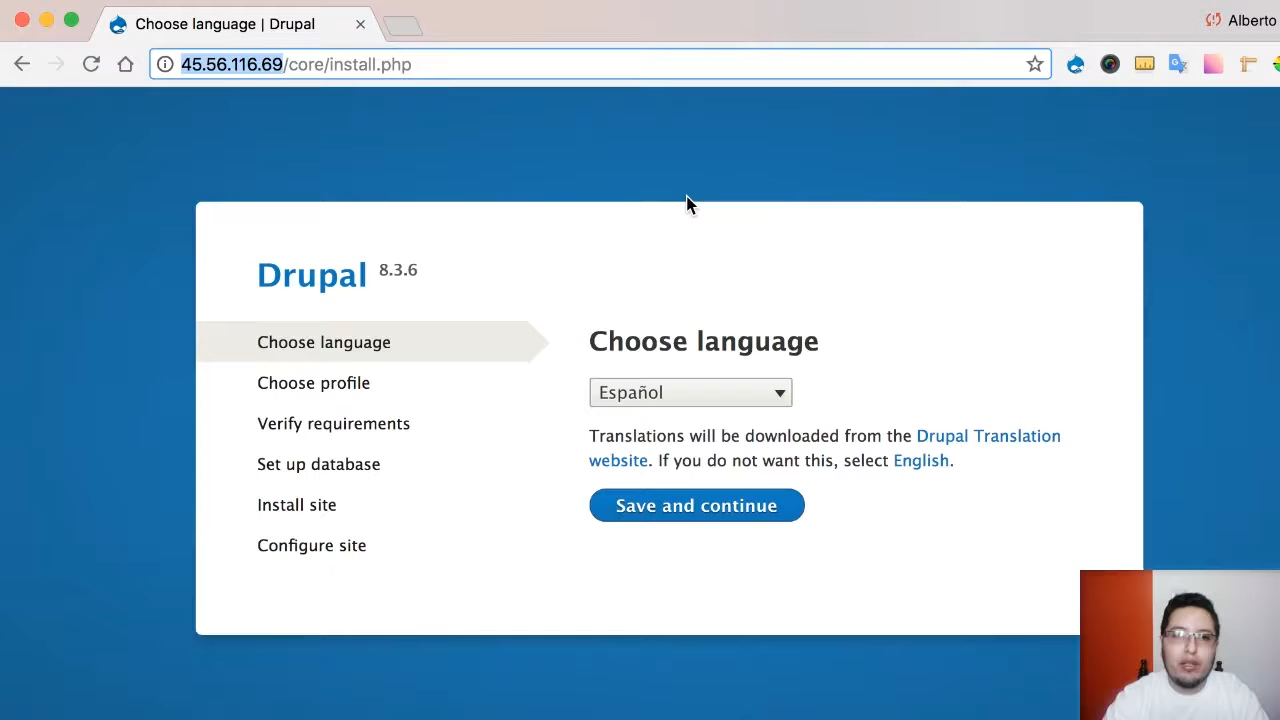 Choose language | Drupal
Alberto
45.56.116.69/core/install.php
Drupal 8.3.6
Choose language
Choose profile
Verify requirements
Set up database
Install site
Configure site
Choose language
Español
Translations will be downloaded from the Drupal Translation
website. If you do not want this, select English.
Save and continue